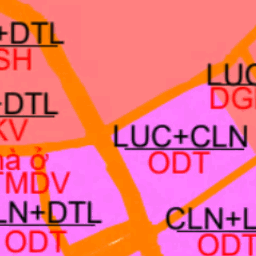 +DTL
SH
LUC
DG
+DTL
KV
LUC+CLN
ODT
hà ở
TMDV
LN+DTL
ODT
CLN+L
ODT